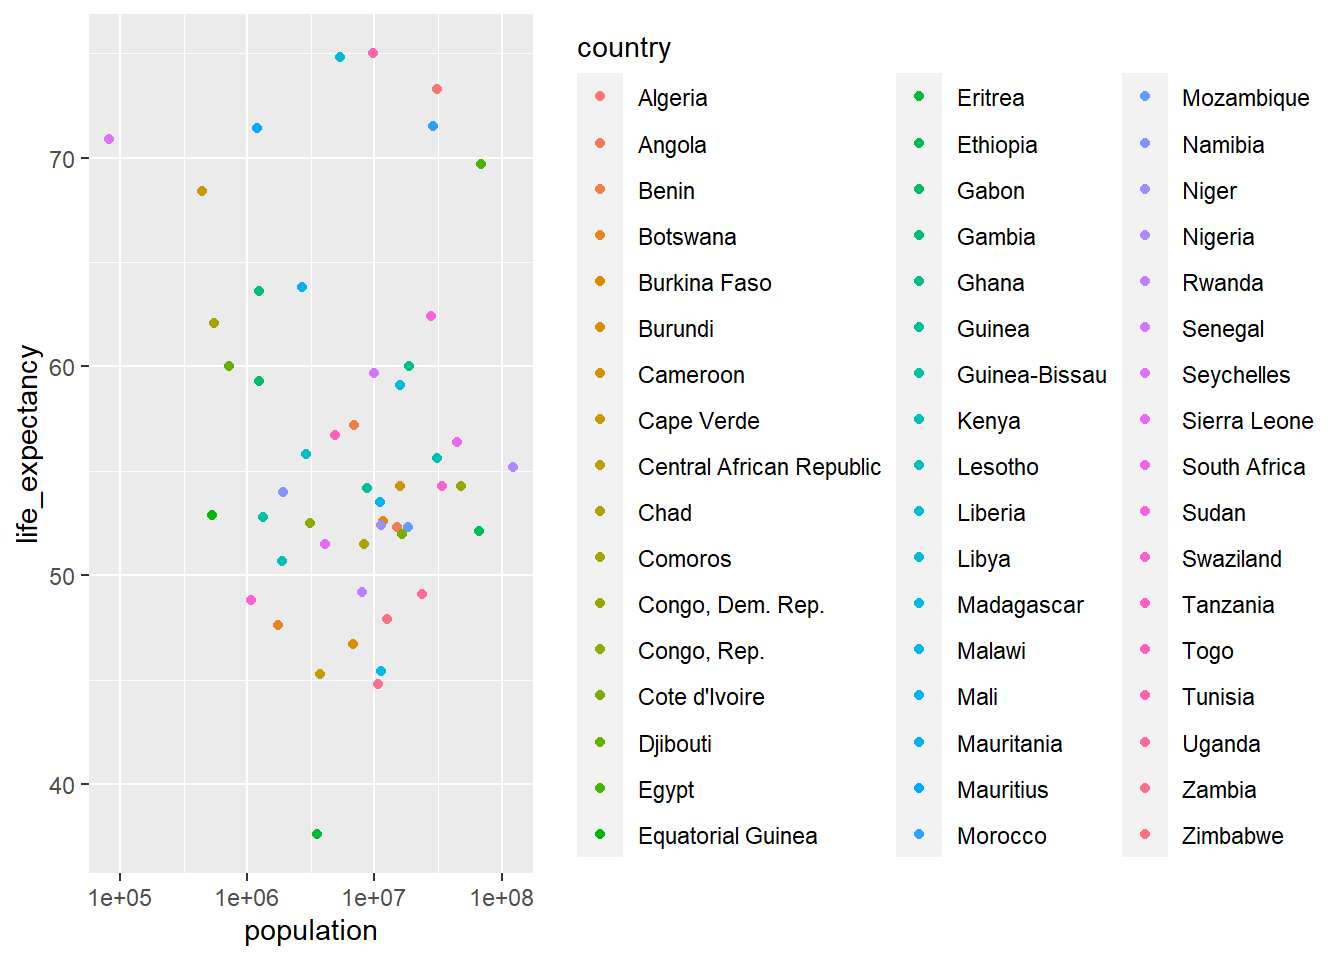 country
Algeria
Angola
Benin
Botswana
Burkina Faso
Burundi
Cameroon
Cape Verde
Central African Republic
Chad
Comoros
Congo, Dem. Rep.
Congo, Rep.
Cote d'Ivoire
Djibouti
Egypt
Equatorial Guinea
Eritrea
Ethiopia
Gabon
Gambia
Ghana
Guinea
Guinea-Bissau
Kenya
Lesotho
Liberia
Libya
Madagascar
Malawi
Mali
Mauritania
Mauritius
Morocco
Mozambique
Namibia
Niger
Nigeria
Rwanda
Senegal
Seychelles
Sierra Leone
South Africa
Sudan
Swaziland
Tanzania
Togo
Tunisia
Uganda
Zambia
Zimbabwe
life_expectancy
70
60
50
40
1e+05
1e+06
1e+07
1e+08
population